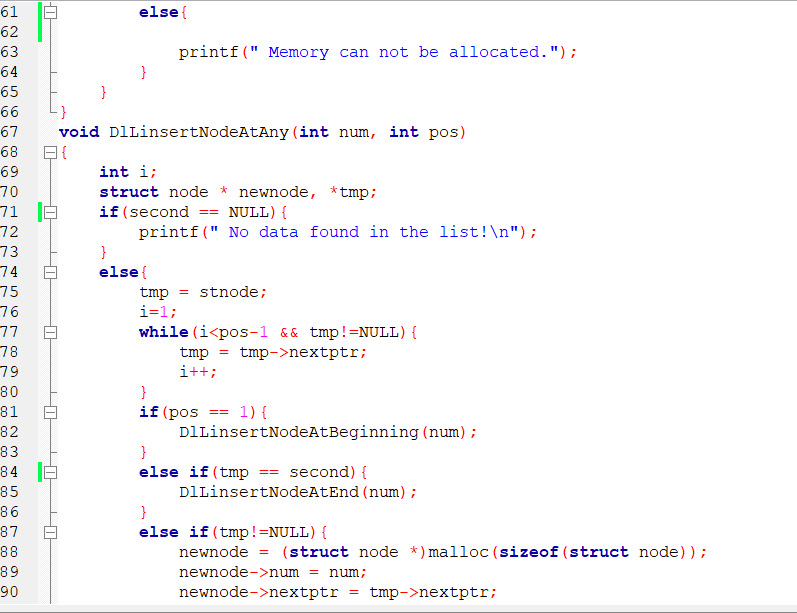 61 else{
62
63 printf(" Memory can not be allocated.");
64 }
65 }
66 }
67 void DlLinsertNodeAtAny(int num, int pos)
68 {
69 int i;
70 struct node * newnode, *tmp;
71 if(second == NULL){
72 printf(" No data found in the list!\n");
73 }
74 else{
75 tmp = stnode;
76 i=1;
77 while(i<pos-1 && tmp!=NULL){
78 tmp = tmp->nextptr;
79 i++;
80 }
81 if(pos == 1){
82 DlLinsertNodeAtBeginning(num);
83 }
84 else if(tmp == second){
85 DlLinsertNodeAtEnd(num);
86 }
87 else if(tmp!=NULL){
88 newnode = (struct node *)malloc(sizeof(struct node));
89 newnode->num = num;
90 newnode->nextptr = tmp->nextptr;